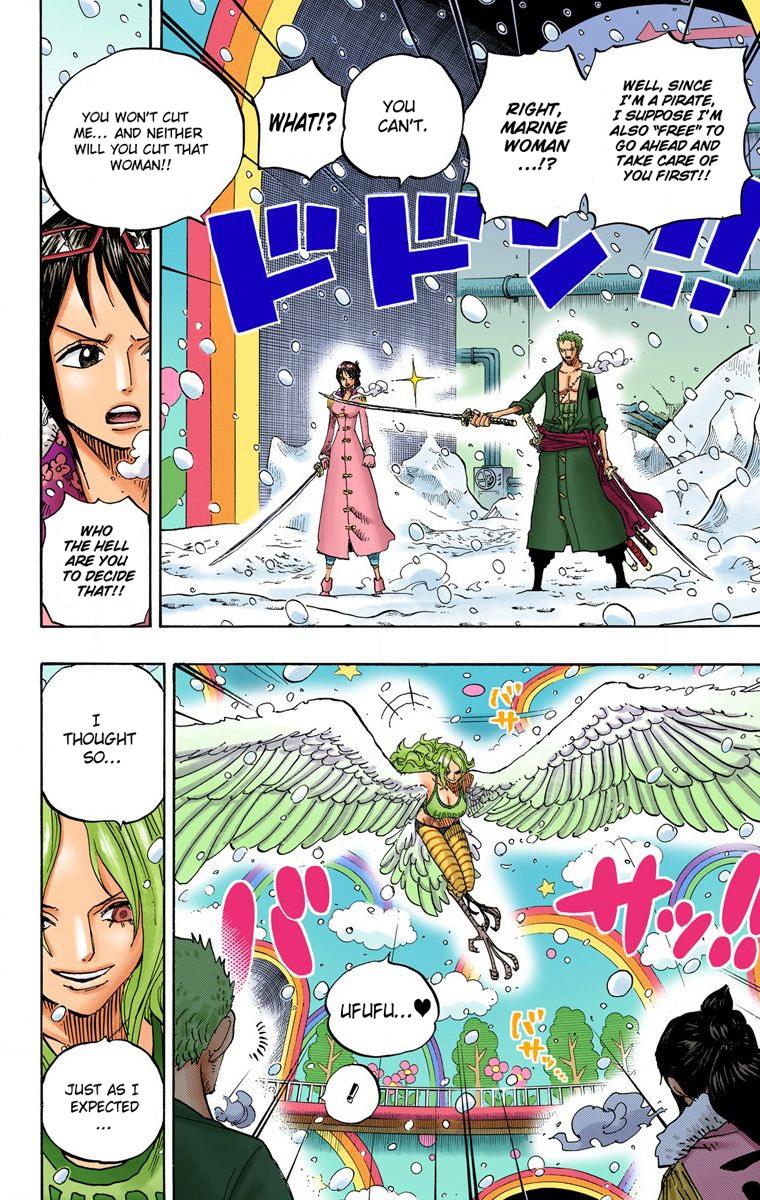 WELL, SINCE
I'M A PIRATE,
I SUPPOSE I'M
ALSO "FREE" TO
GO AHEAD AND
TAKE CARE OF
YOU FIRST!!
RIGHT,
MARINE
WOMAN
...!?
YOU
CAN'T.
WHAT!?
YOU WON'T CUT
ME... AND NEITHER
WILL YOU CUT THAT
WOMAN!!
ドドン!!
WHO
THE HELL
ARE YOU
TO DECIDE
THAT!!
バサ
バサッ!!
UFUFU...♥
バサッ...
!
I
THOUGHT
SO...
JUST AS I
EXPECTED
...